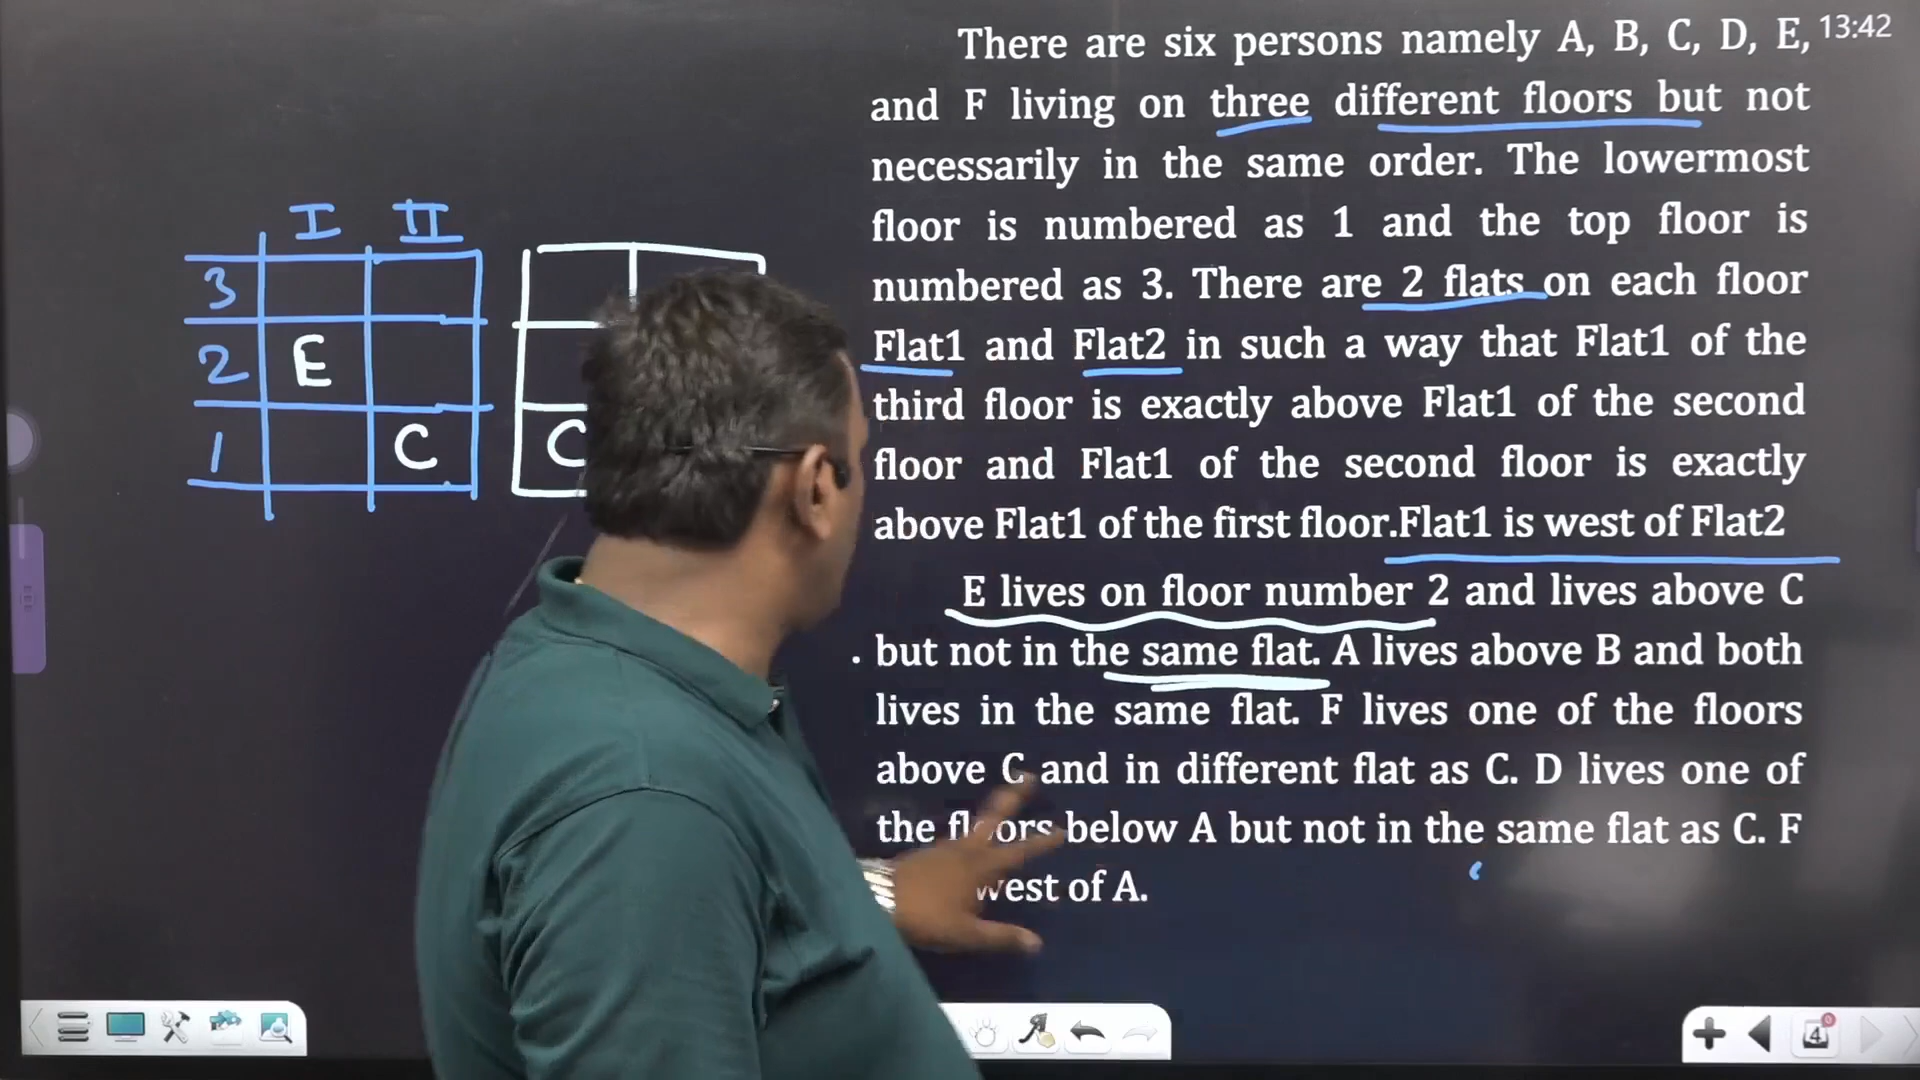 There are six persons namely A, B, C, D, E,
13:42
and F living on three different floors but not
necessarily in the same order. The lowermost
floor is numbered as 1 and the top floor is
numbered as 3. There are 2 flats on each floor
Flat1 and Flat2 in such a way that Flat1 of the
third floor is exactly above Flat1 of the second
floor and Flat1 of the second floor is exactly
above Flat1 of the first floor.Flat1 is west of Flat2
E lives on floor number 2 and lives above C
but not in the same flat. A lives above B and both
lives in the same flat. F lives one of the floors
above C and in different flat as C. D lives one of
the floors below A but not in the same flat as C. F
west of A.
I II
3
2 E
1 C
C
4